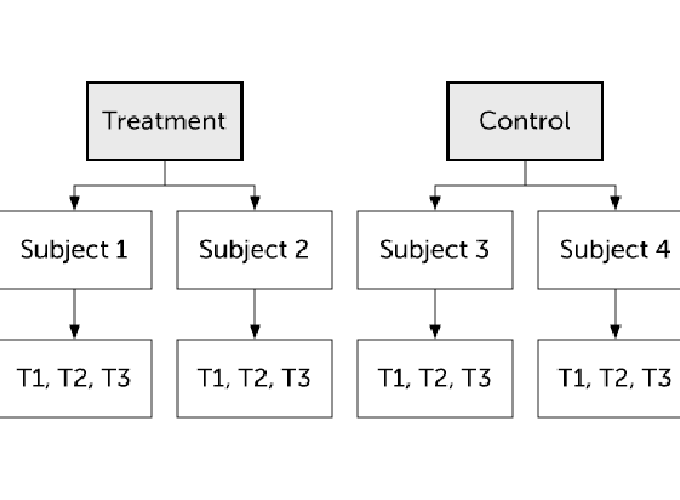 Treatment
Control
Subject 1
Subject 2
Subject 3
Subject 4
T1, T2, T3
T1, T2, T3
T1, T2, T3
T1, T2, T3